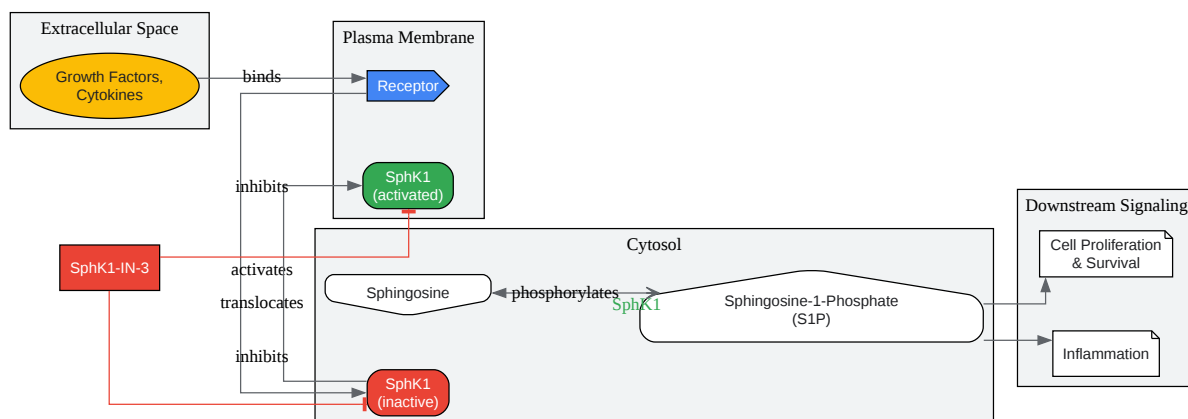 Extracellular Space
Growth Factors,
Cytokines
binds
Plasma Membrane
Receptor
inhibits
SphK1
(activated)
SphK1-IN-3
activates
translocates
inhibits
Cytosol
Sphingosine
phosphorylates
SphK1
Sphingosine-1-Phosphate
(S1P)
SphK1
(inactive)
Downstream Signaling
Cell Proliferation
& Survival
Inflammation